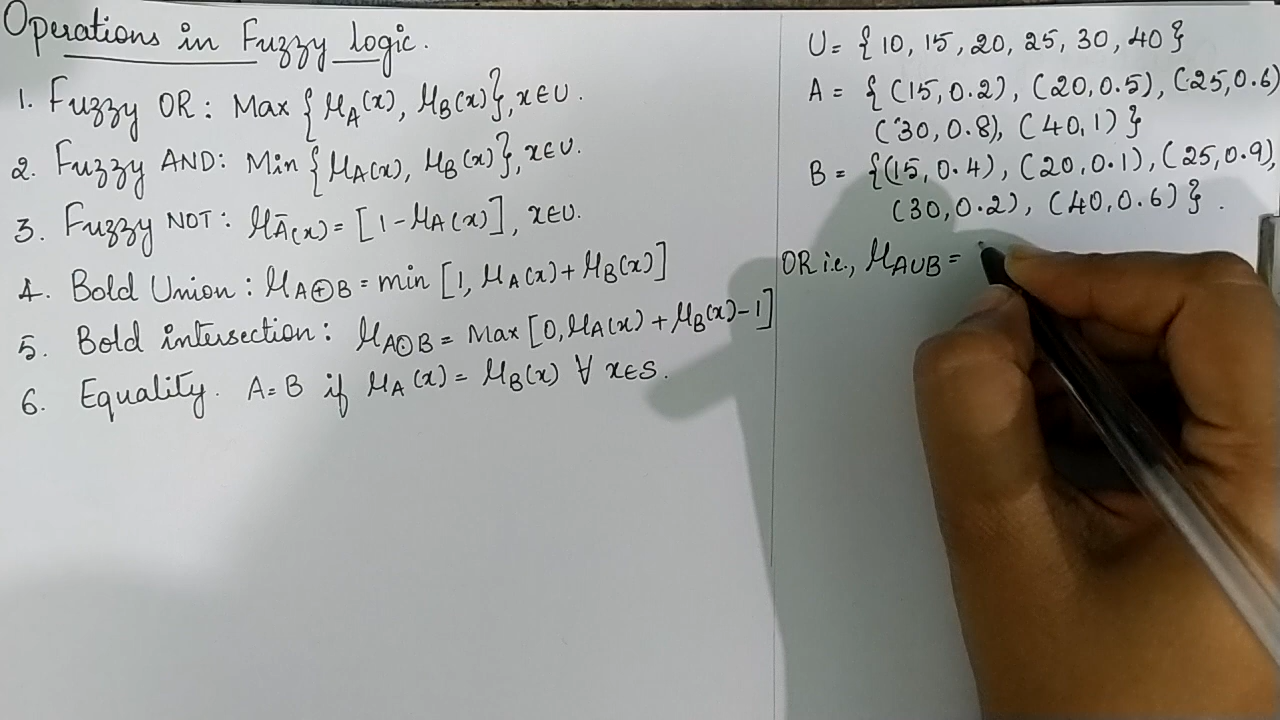 Operations in Fuzzy Logic.
1. Fuzzy OR: Max {μA(x), μB(x)}, x∈U.
2. Fuzzy AND: Min {μA(x), μB(x)}, x∈U.
3. Fuzzy NOT: μĀ(x) = [1-μA(x)], x∈U.
4. Bold Union: μA⊕B = min [1, μA(x) + μB(x)]
5. Bold intersection: μA⊙B = Max [0, μA(x) + μB(x)-1]
6. Equality. A=B if μA(x) = μB(x) ∀ x∈S.
U = { 10, 15, 20, 25, 30, 40 }
A = { (15, 0.2), (20, 0.5), (25, 0.6)
(30, 0.8), (40, 1) }
B = {(15, 0.4), (20, 0.1), (25, 0.9),
(30, 0.2), (40, 0.6) } .
OR i.e., μA∪B =